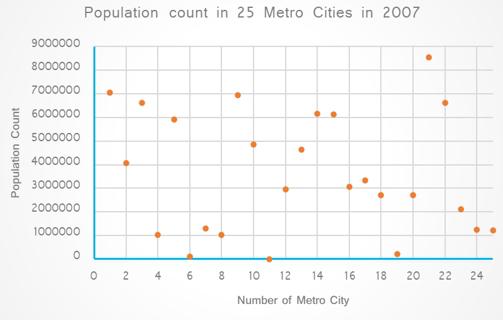 Population count in 25 Metro Cities in 2007
Population Count
9000000
8000000
7000000
6000000
5000000
4000000
3000000
2000000
1000000
0
0 2 4 6 8 10 12 14 16 18 20 22 24
Number of Metro City